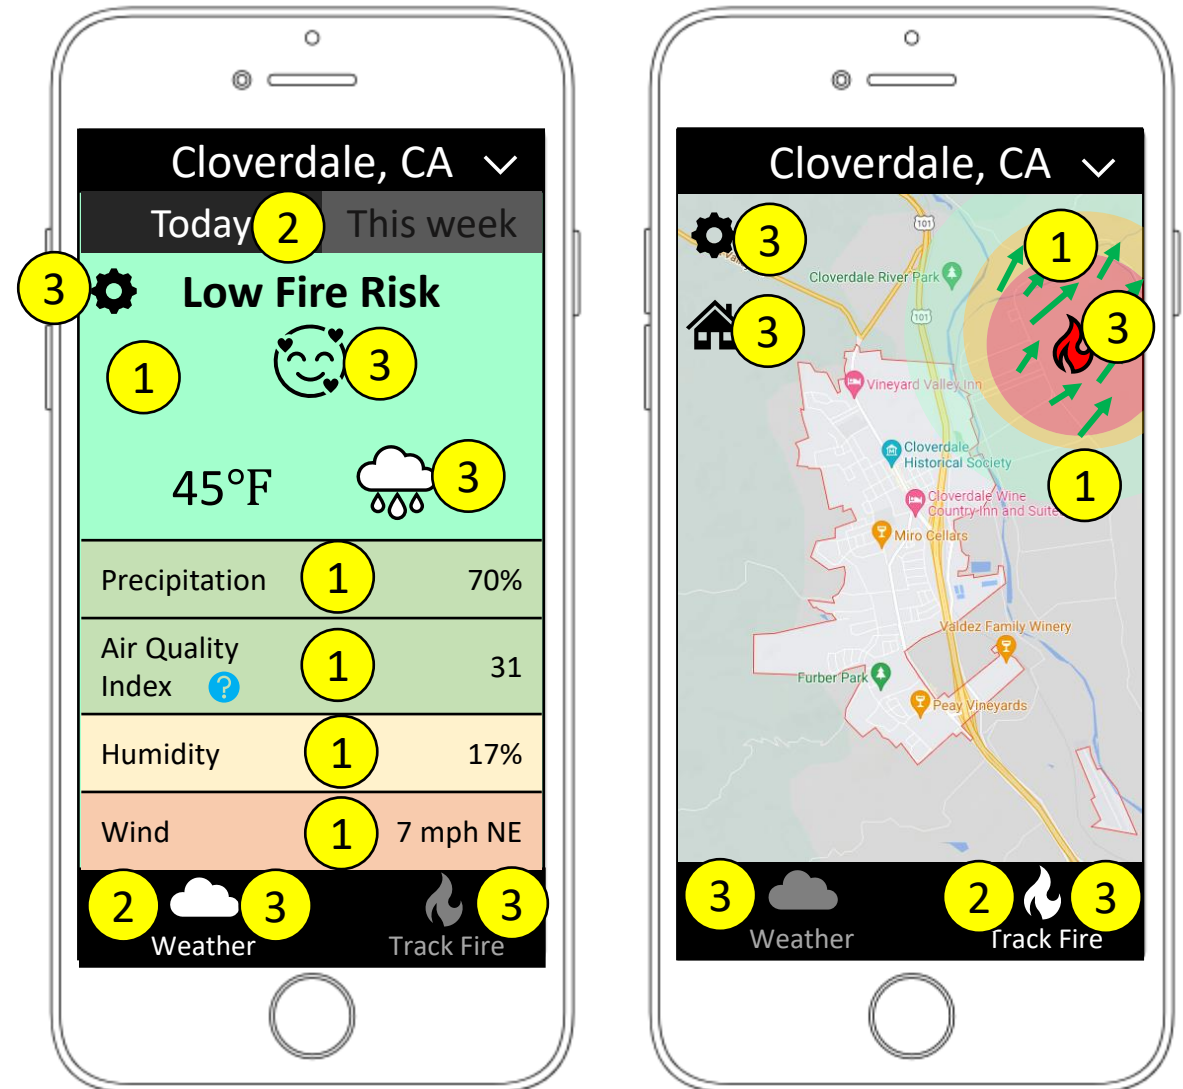 Cloverdale, CA
Today 2 This week
3 Low Fire Risk
1 3
45°F 3
Precipitation 1 70%
Air Quality
Index ? 1 31
Humidity 1 17%
Wind 1 7 mph NE
2 3 3
Weather Track Fire
Cloverdale, CA
3 101 1
Cloverdale River Park
3 101 3
Vineyard Valley Inn
Cloverdale
Historical Society
1
Cloverdale Wine
Country Inn and Suite
Miro Cellars
Valdez Family Winery
Furber Park
Peay Vineyards
3 2 3
Weather Track Fire